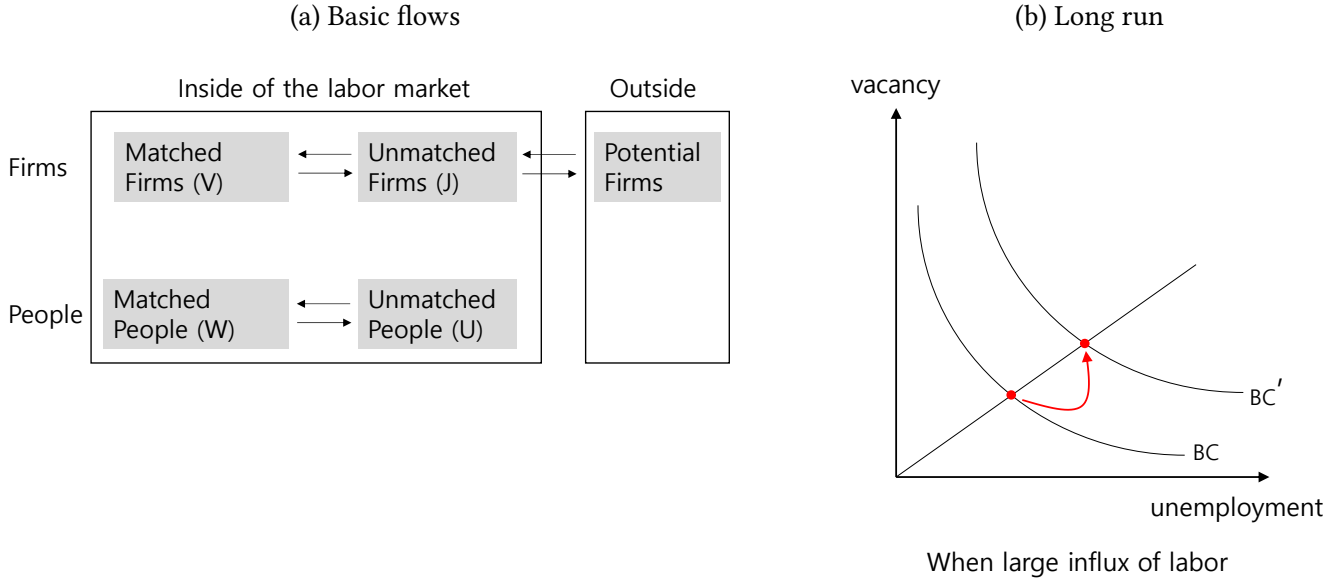 (a) Basic flows
Inside of the labor market
Outside
Firms
Matched
Firms (V)
Unmatched
Firms (J)
Potential
Firms
People
Matched
People (W)
Unmatched
People (U)
(b) Long run
vacancy
BC′
BC
unemployment
When large influx of labor